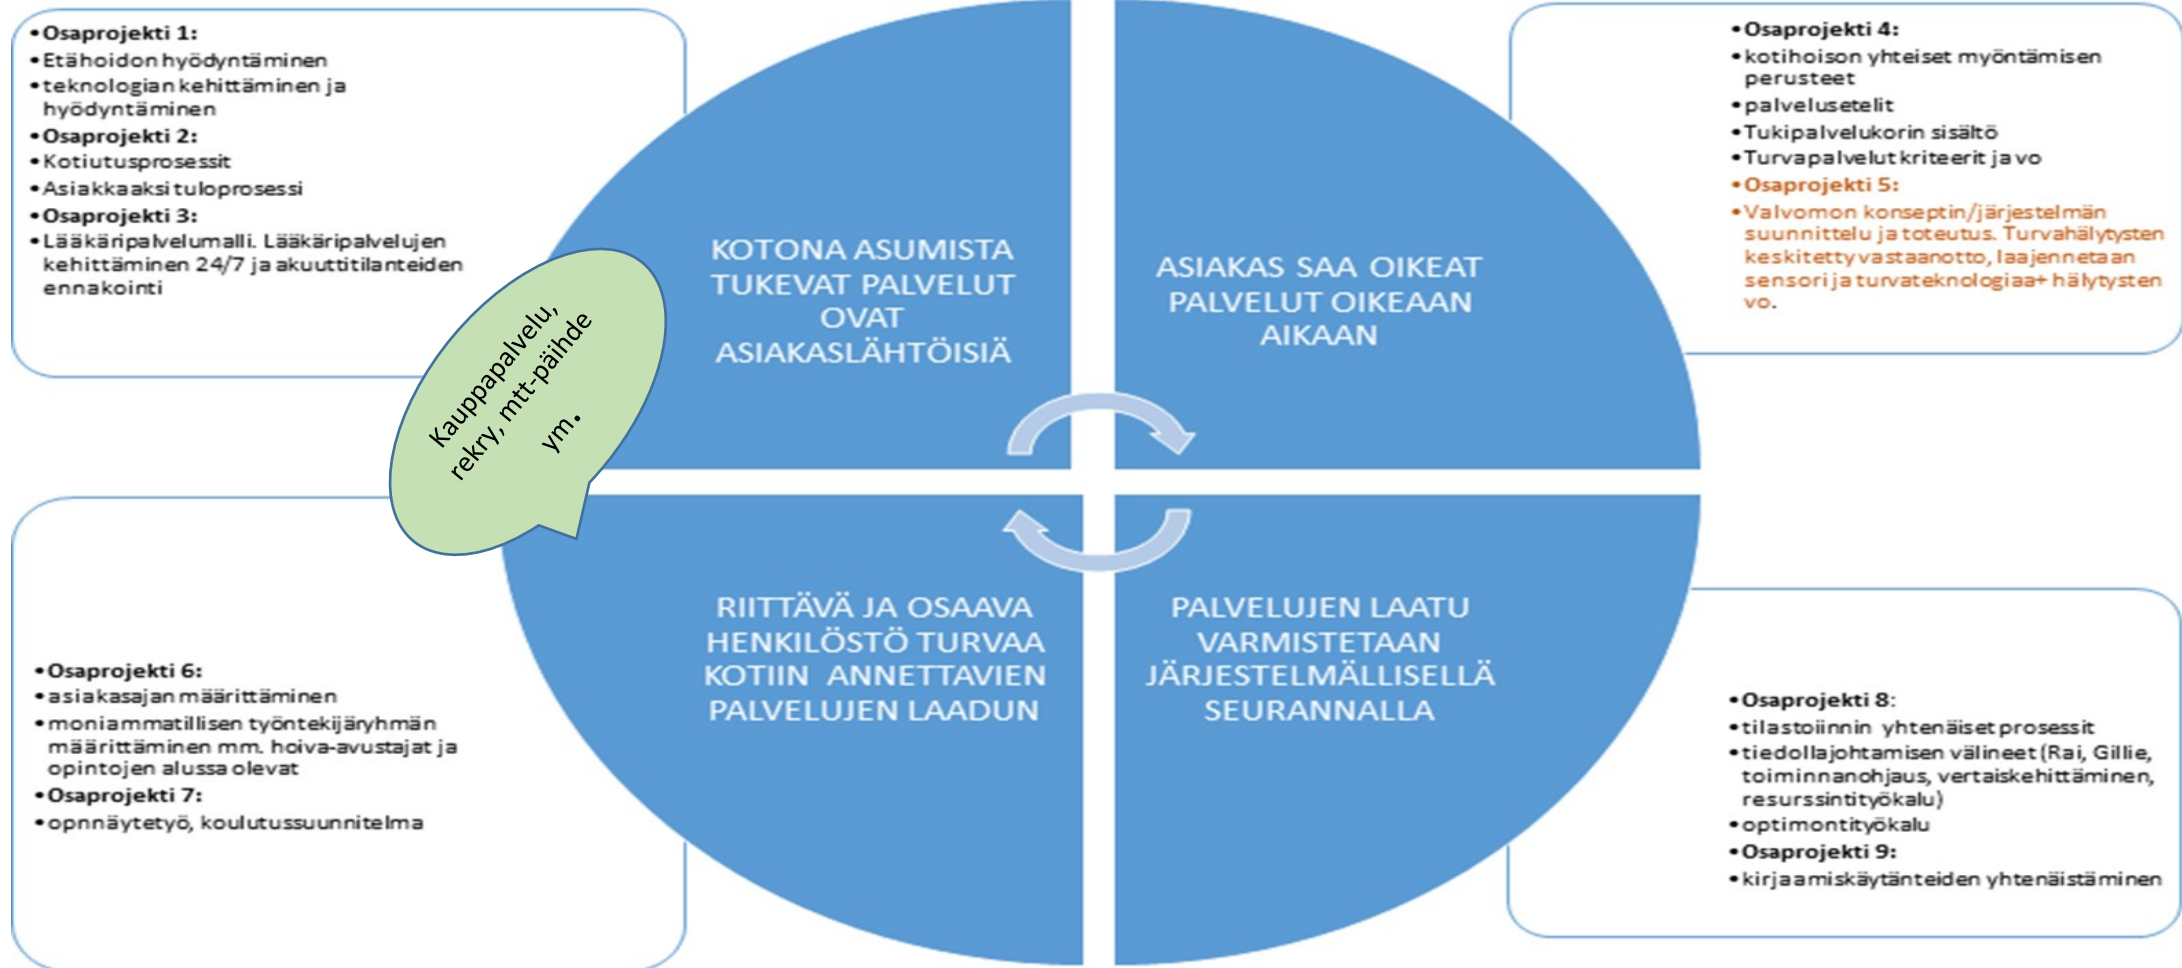 •Osaprojekti 1:
•Etähoidon hyödyntäminen
•teknologian kehittäminen ja
hyödyntäminen
•Osaprojekti 2:
•Kotiutusprosessit
•Asiakkaaksi tuloprosessi
•Osaprojekti 3:
•Lääkäripalvelumalli. Lääkäripalvelujen
kehittäminen 24/7 ja akuuttitilanteiden
ennakointi
KOTONA ASUMISTA
TUKEVAT PALVELUT
OVAT
ASIAKASLÄHTÖISIÄ
ASIAKAS SAA OIKEAT
PALVELUT OIKEAAN
AIKAAN
•Osaprojekti 4:
•kotihoison yhteiset myöntämisen
perusteet
•palvelusetelit
•Tukipalvelukorin sisältö
•Turvapalvelut kriteerit ja vo
•Osaprojekti 5:
•Valvomon konseptin/järjestelmän
suunnittelu ja toteutus. Turvahälytysten
keskitetty vastaanotto, laajennetaan
sensori ja turvateknologiaa+ hälytysten
vo.
Kauppapalvelu,
rekry, mtt-päihde
ym.
•Osaprojekti 6:
•asiakasajan määrittäminen
•moniammatillisen työntekijäryhmän
määrittäminen mm. hoiva-avustajat ja
opintojen alussa olevat
•Osaprojekti 7:
•opnnäytetyö, koulutussuunnitelma
RIITTÄVÄ JA OSAAVA
HENKILÖSTÖ TURVAA
KOTIIN ANNETTAVIEN
PALVELUJEN LAADUN
PALVELUJEN LAATU
VARMISTETAAN
JÄRJESTELMÄLLISELLÄ
SEURANNALLA
•Osaprojekti 8:
•tilastoiinnin yhtenäiset prosessit
•tiedollajohtamisen välineet (Rai, Gillie,
toiminnanohjaus, vertaiskehittäminen,
resurssintityökalu)
•optimontityökalu
•Osaprojekti 9:
•kirjaamiskäytänteiden yhtenäistäminen